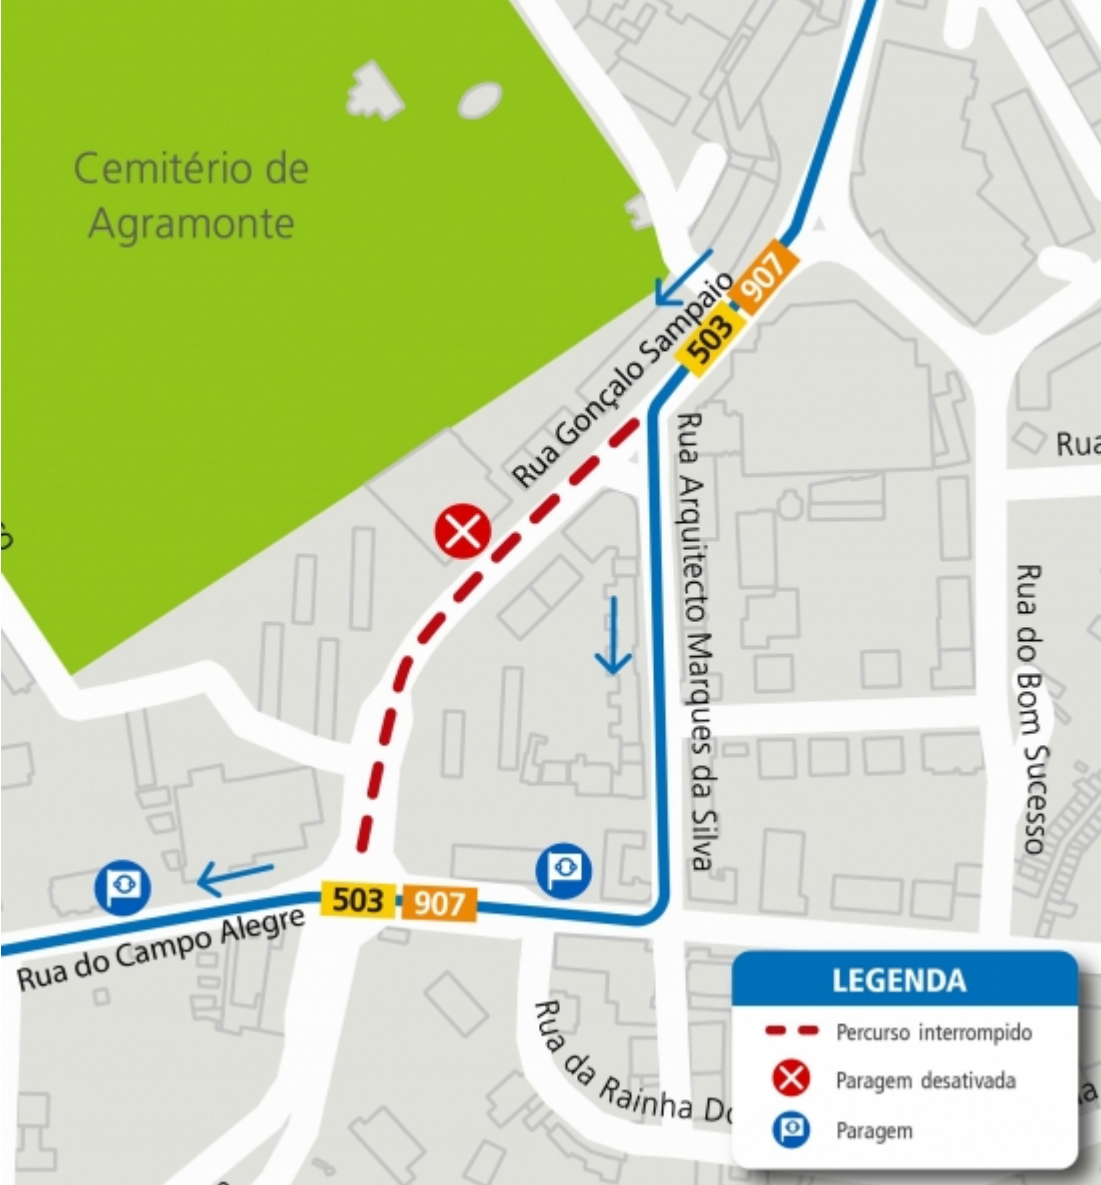 Cemitério de
Agramonte
907
503
Rua Gonçalo Sampaio
Rua Arquitecto Marques da Silva
Rua
Rua do Bom Sucesso
503
907
Rua do Campo Alegre
Rua da Rainha
LEGENDA
Percurso interrompido
Paragem desativada
Paragem